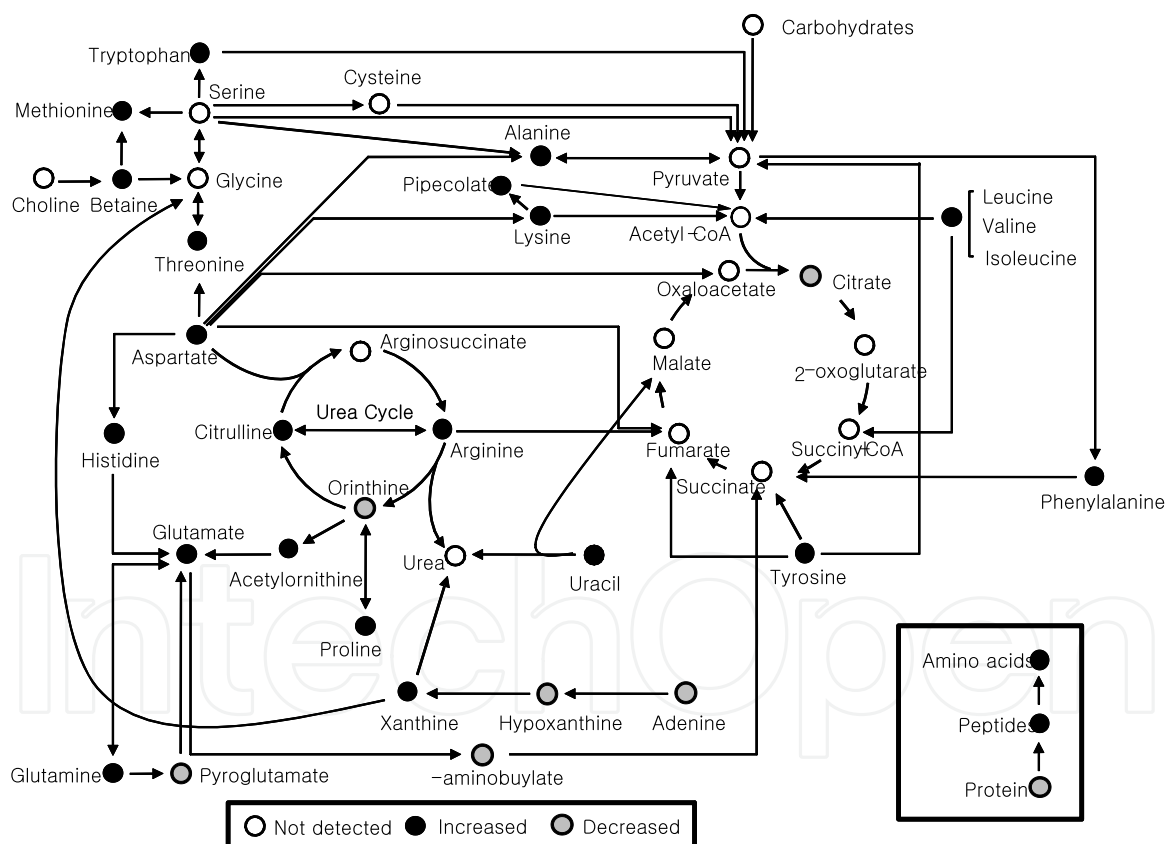 Carbohydrates
Tryptophan
Serine
Cysteine
Methionine
Alanine
Pyruvate
Glycine
Pipecolate
Choline
Betaine
Leucine
Valine
Isoleucine
Lysine
Acetyl-CoA
Threonine
Oxaloacetate
Citrate
Aspartate
Arginosuccinate
Malate
2-oxoglutarate
Urea Cycle
Citrulline
Arginine
Fumarate
Succinyl-CoA
Histidine
Orinthine
Succinate
Phenylalanine
Glutamate
Acetylornithine
Urea
Uracil
Tyrosine
Proline
IntechOpen
Amino acids
Xanthine
Hypoxanthine
Adenine
Peptides
Glutamine
Pyroglutamate
-aminobuylate
Protein
Not detected
Increased
Decreased